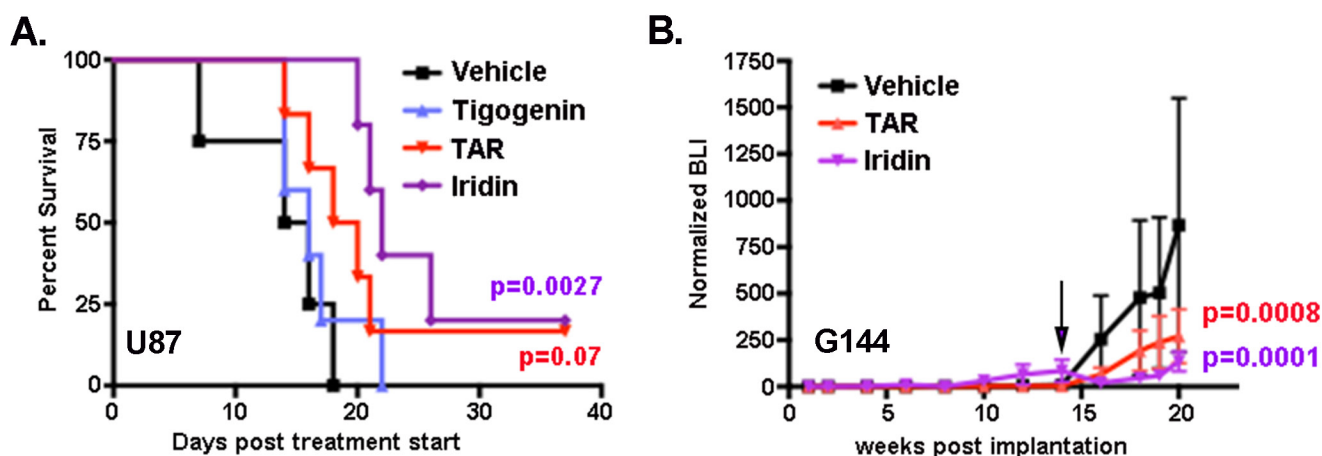 A.
Percent Survival
100
75
50
25
0
Vehicle
Tigogenin
TAR
Iridin
p=0.0027
p=0.07
U87
0 10 20 30 40
Days post treatment start
B.
Normalized BLI
1750
1500
1250
1000
750
500
250
0
Vehicle
TAR
Iridin
p=0.0008
p=0.0001
G144
0 5 10 15 20
weeks post implantation